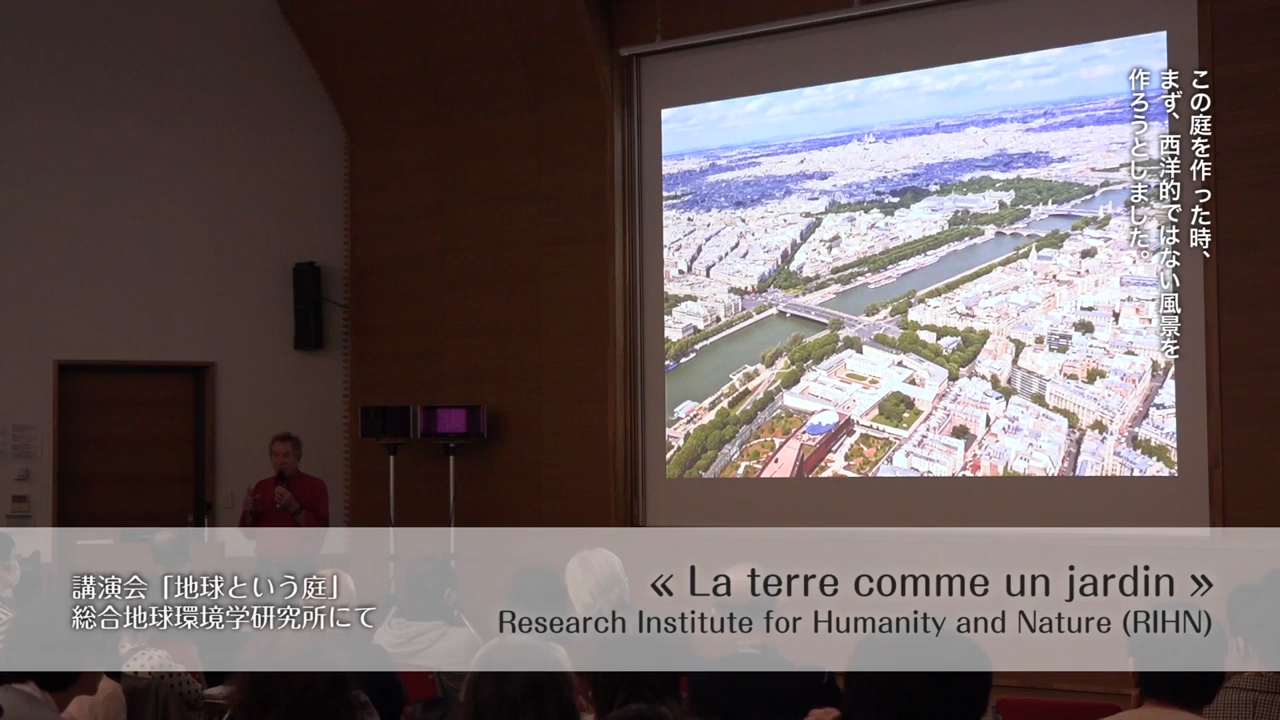 この庭を作った時、
まず、西洋的ではない風景を
作ろうとしました。
講演会「地球という庭」
総合地球環境学研究所にて
« La terre comme un jardin »
Research Institute for Humanity and Nature (RIHN)